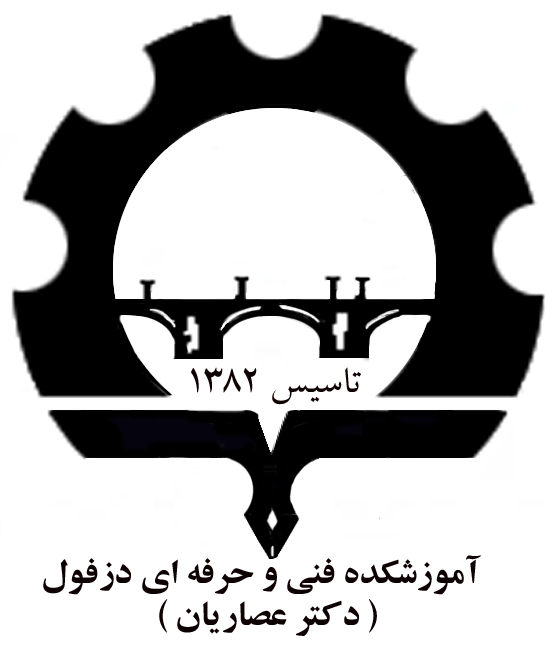 تاسیس ۱۳۸۲
آموزشکده فنی و حرفه ای دزفول
( دکتر عصاریان )